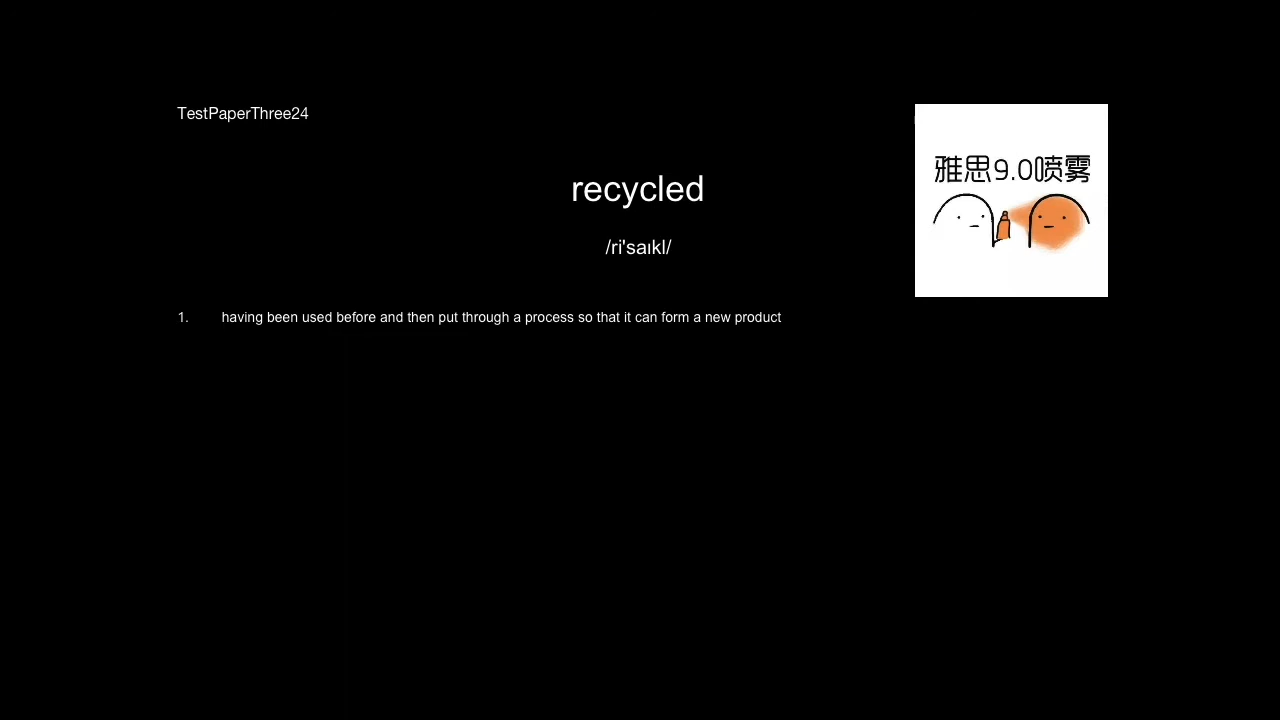 TestPaperThree24
雅思9.0喷雾
recycled
/ri'saıkl/
1. having been used before and then put through a process so that it can form a new product